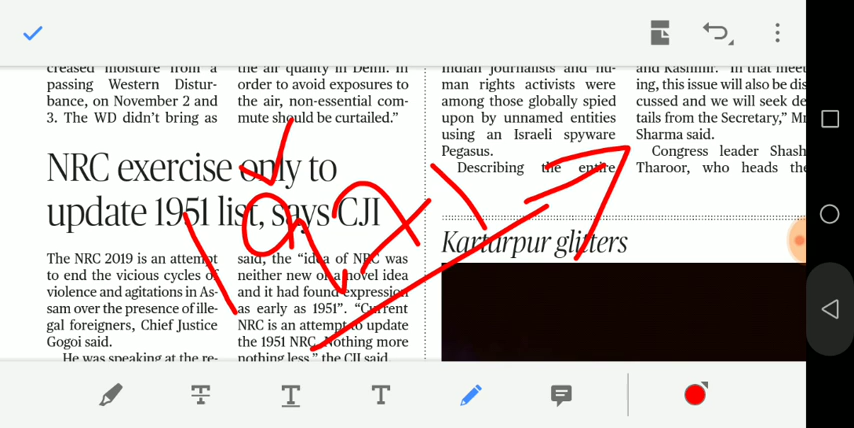 creased moisture from a
passing Western Distur-
bance, on November 2 and
3. The WD didn't bring as
the air quality in Delhi. In
order to avoid exposures to
the air, non-essential com-
mute should be curtailed.”
NRC exercise only to
update 1951 list, says CJI
The NRC 2019 is an attempt
to end the vicious cycles of
violence and agitations in As-
sam over the presence of ille-
gal foreigners, Chief Justice
Gogoi said.
He was speaking at the re-
said, the “idea of NRC was
neither new or a novel idea
and it had found expression
as early as 1951”. “Current
NRC is an attempt to update
the 1951 NRC. Nothing more
nothing less,” the CJI said.
Indian journalists and hu-
man rights activists were
among those globally spied
upon by unnamed entities
using an Israeli spyware
Pegasus.
Describing the entire
and Kashmir. “In that meet
ing, this issue will also be dis
cussed and we will seek de
tails from the Secretary,” Mr
Sharma said.
Congress leader Shash
Tharoor, who heads the
Kartarpur glitters